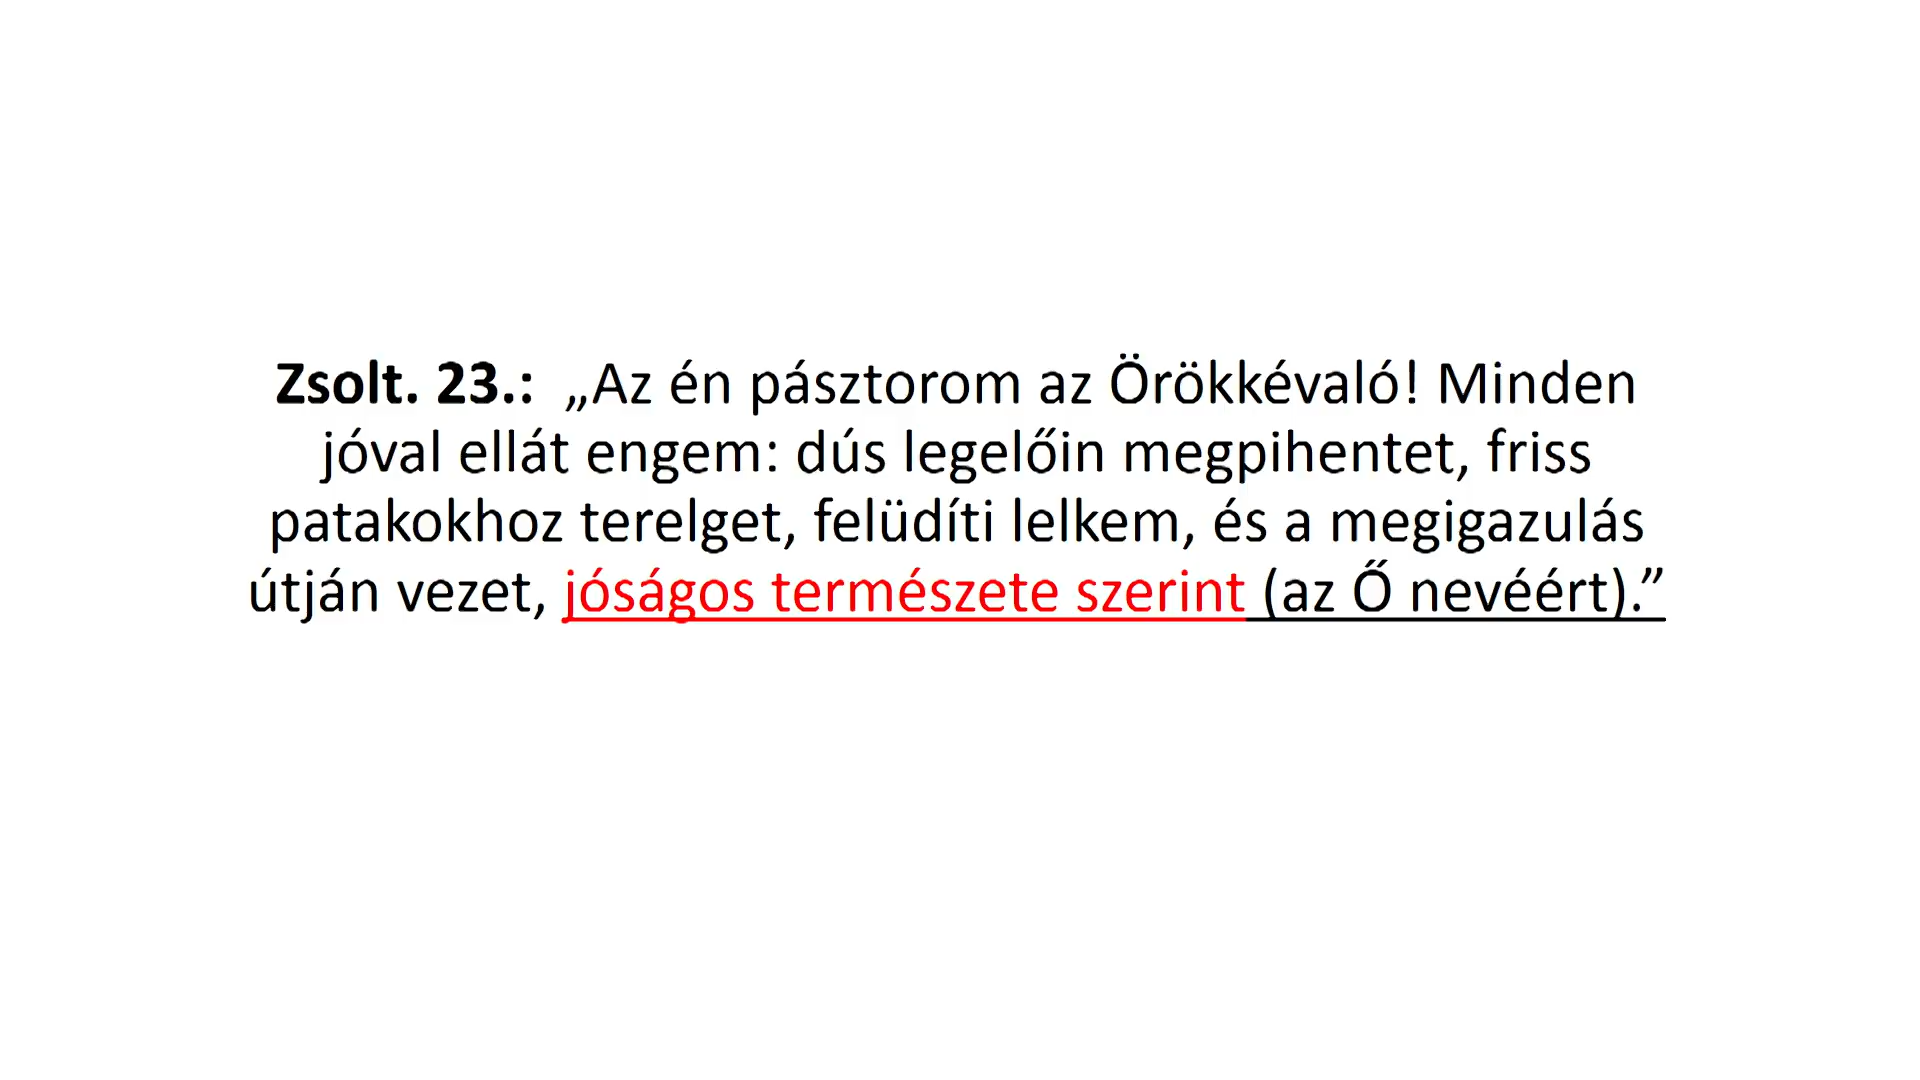 Zsolt. 23.: „Az én pásztorom az Örökkévaló! Minden
jóval ellát engem: dús legelőin megpihentet, friss
patakokhoz terelget, felüdíti lelkem, és a megigazulás
útján vezet, jóságos természete szerint (az Ő nevéért).”